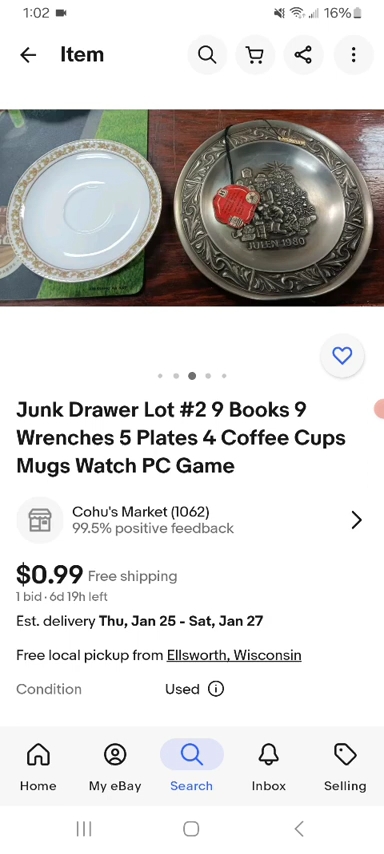 1:02
16%
Item
JULEN 1980
Junk Drawer Lot #2 9 Books 9
Wrenches 5 Plates 4 Coffee Cups
Mugs Watch PC Game
Cohu's Market (1062)
99.5% positive feedback
$0.99 Free shipping
1 bid · 6d 19h left
Est. delivery Thu, Jan 25 - Sat, Jan 27
Free local pickup from Ellsworth, Wisconsin
Condition Used
Home My eBay Search Inbox Selling